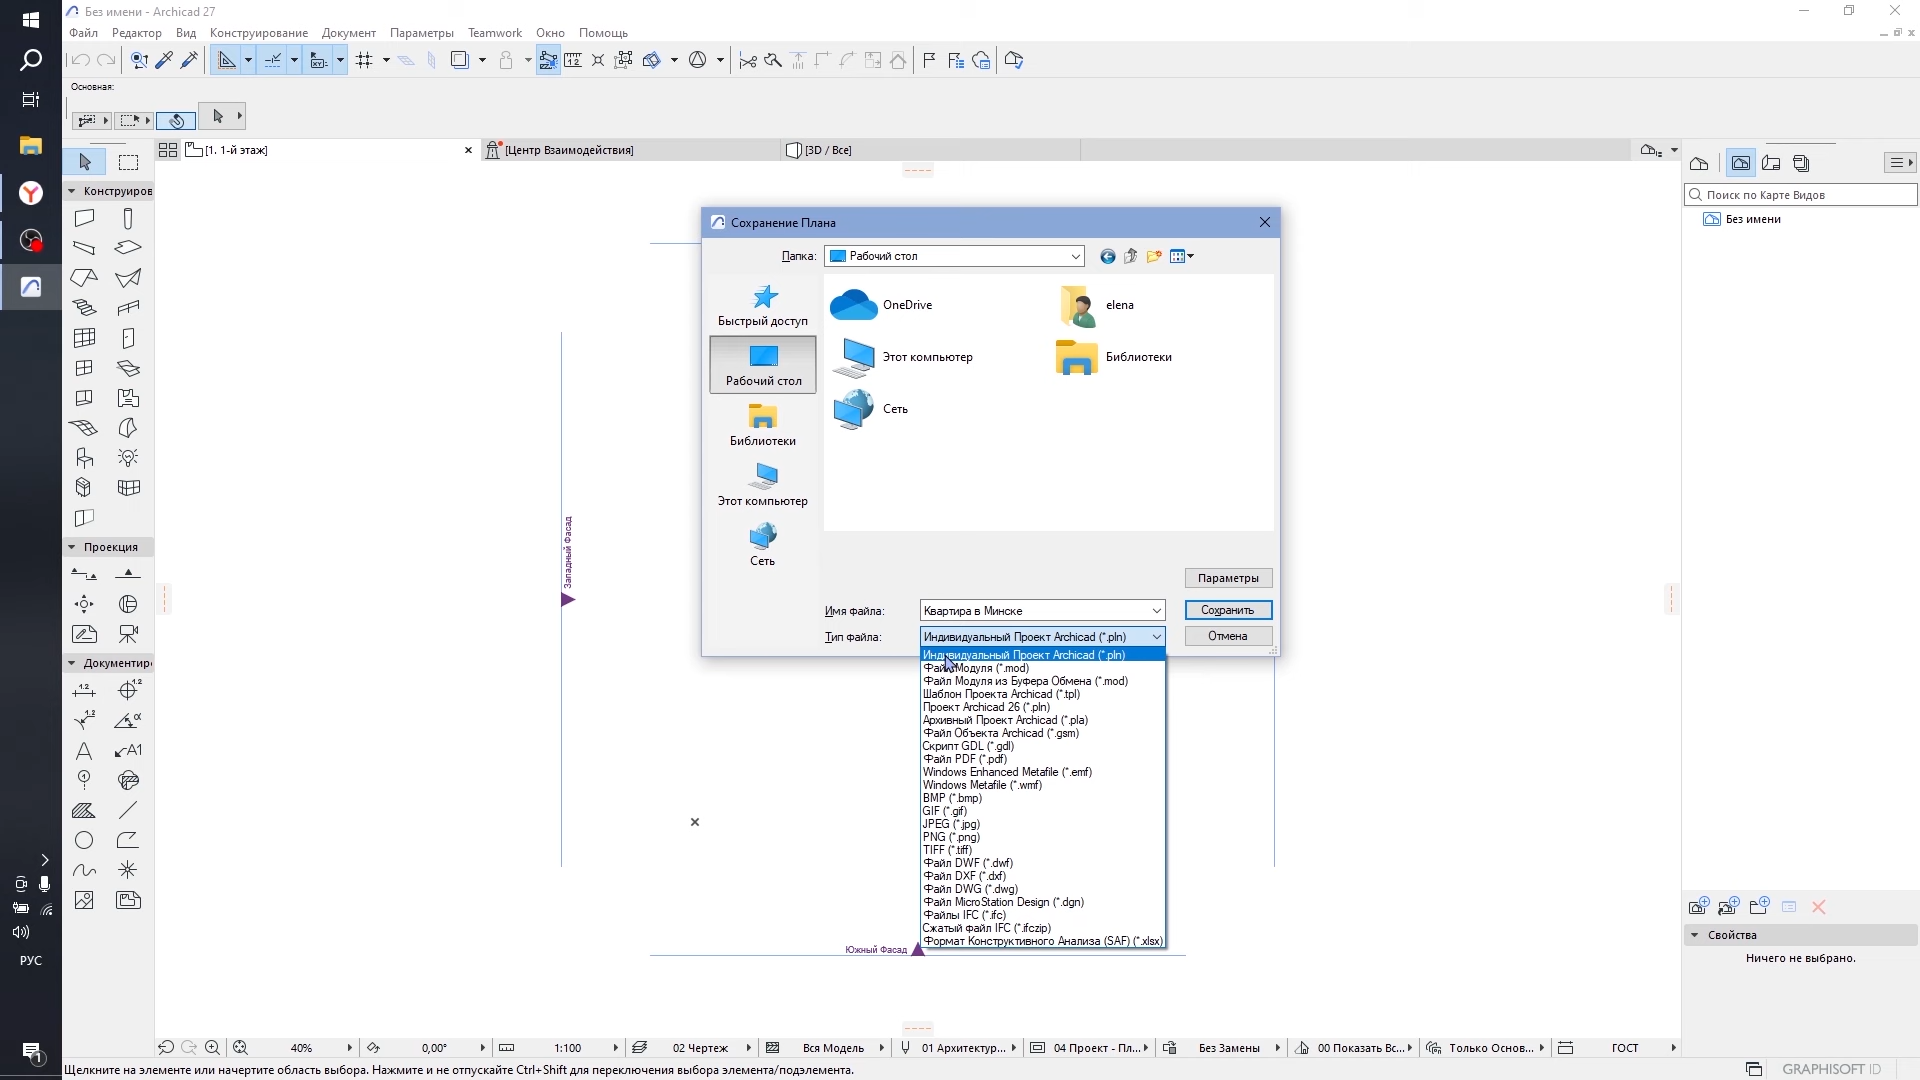 Без имени - Archicad 27
Файл Редактор Вид Конструирование Документ Параметры Teamwork Окно Помощь
Основная:
[1. 1-й этаж]
[Центр Взаимодействия]
[3D / Все]
Конструиров
Поиск по Карте Видов
Без имени
Сохранение Плана
Папка: Рабочий стол
Быстрый доступ
Рабочий стол
Библиотеки
Этот компьютер
Сеть
OneDrive
elena
Этот компьютер
Библиотеки
Сеть
Параметры
Имя файла: Квартира в Минске
Сохранить
Тип файла: Индивидуальный Проект Archicad (*.pln)
Отмена
Индивидуальный Проект Archicad (*.pln)
Файл Модуля (*.mod)
Файл Модуля из Буфера Обмена (*.mod)
Шаблон Проекта Archicad (*.tpl)
Проект Archicad 26 (*.pln)
Архивный Проект Archicad (*.pla)
Файл Объекта Archicad (*.gsm)
Скрипт GDL (*.gdl)
Файл PDF (*.pdf)
Windows Enhanced Metafile (*.emf)
Windows Metafile (*.wmf)
BMP (*.bmp)
GIF (*.gif)
JPEG (*.jpg)
PNG (*.png)
TIFF (*.tiff)
Файл DWF (*.dwf)
Файл DXF (*.dxf)
Файл DWG (*.dwg)
Файл MicroStation Design (*.dgn)
Файлы IFC (*.ifc)
Сжатый файл IFC (*.ifczip)
Формат Конструктивного Анализа (SAF) (*.xlsx)
Западный Фасад
Южный Фасад
Проекция
Документир
1.2
1.2
α
A
A1
1
Свойства
Ничего не выбрано.
РУС
1
40% 0,00° 1:100 02 Чертеж Вся Модель 01 Архитектур... 04 Проект - Пл... Без Замены 00 Показать Вс... Только Основ... ГОСТ
Щелкните на элементе или начертите область выбора. Нажмите и не отпускайте Ctrl+Shift для переключения выбора элемента/подэлемента.
GRAPHISOFT ID